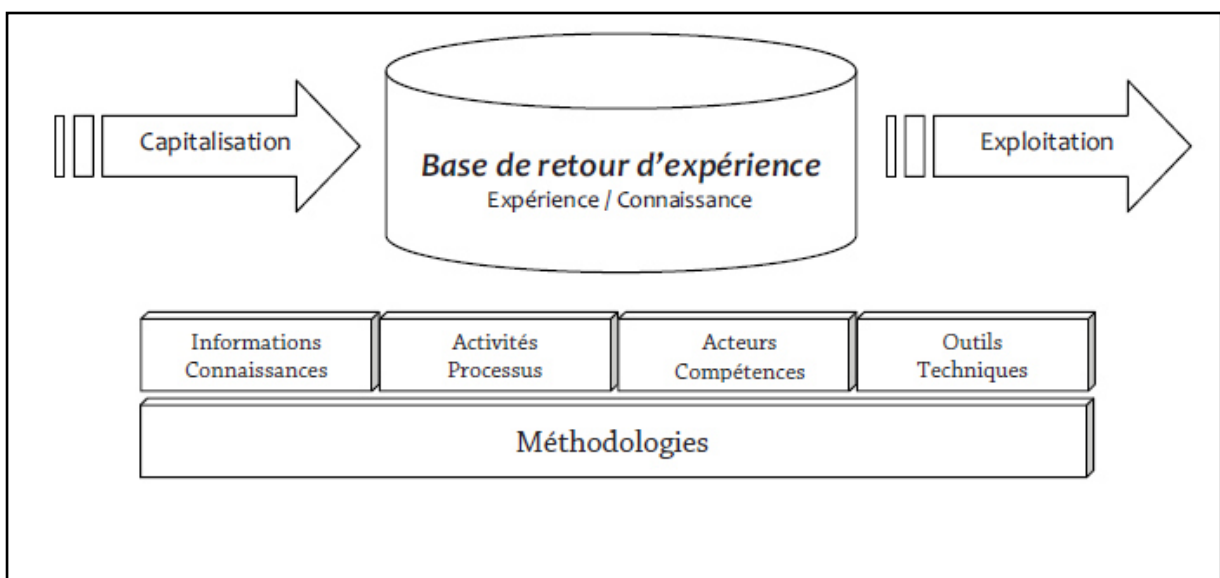 Capitalisation
Base de retour d’expérience
Expérience / Connaissance
Exploitation
Informations
Connaissances
Activités
Processus
Acteurs
Compétences
Outils
Techniques
Méthodologies